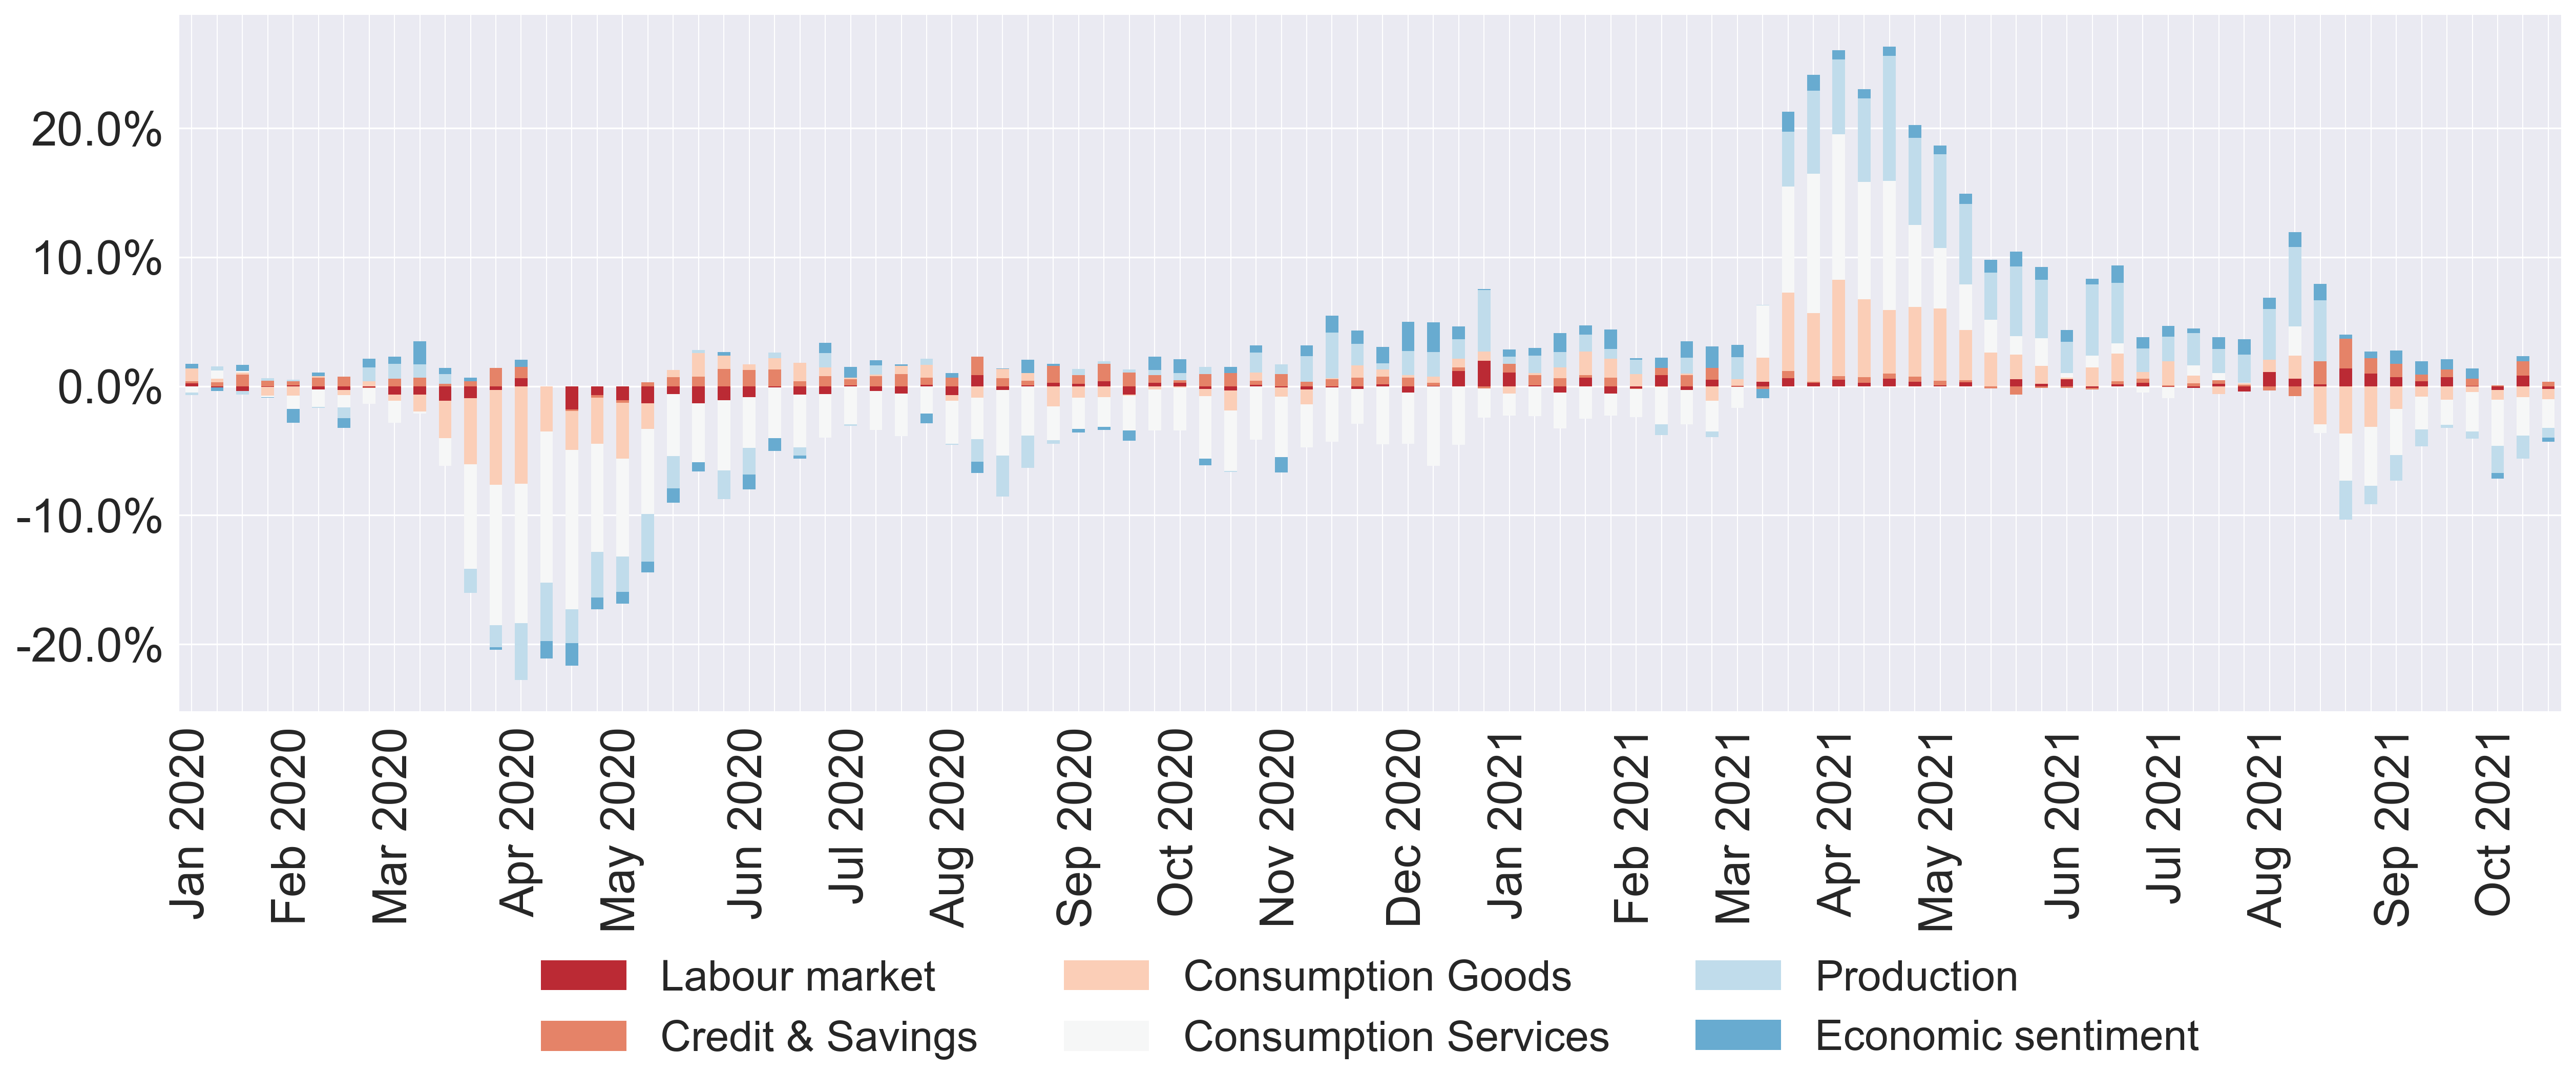 20.0%
10.0%
0.0%
-10.0%
-20.0%
Jan 2020
Feb 2020
Mar 2020
Apr 2020
May 2020
Jun 2020
Jul 2020
Aug 2020
Sep 2020
Oct 2020
Nov 2020
Dec 2020
Jan 2021
Feb 2021
Mar 2021
Apr 2021
May 2021
Jun 2021
Jul 2021
Aug 2021
Sep 2021
Oct 2021
Labour market
Consumption Goods
Production
Credit & Savings
Consumption Services
Economic sentiment